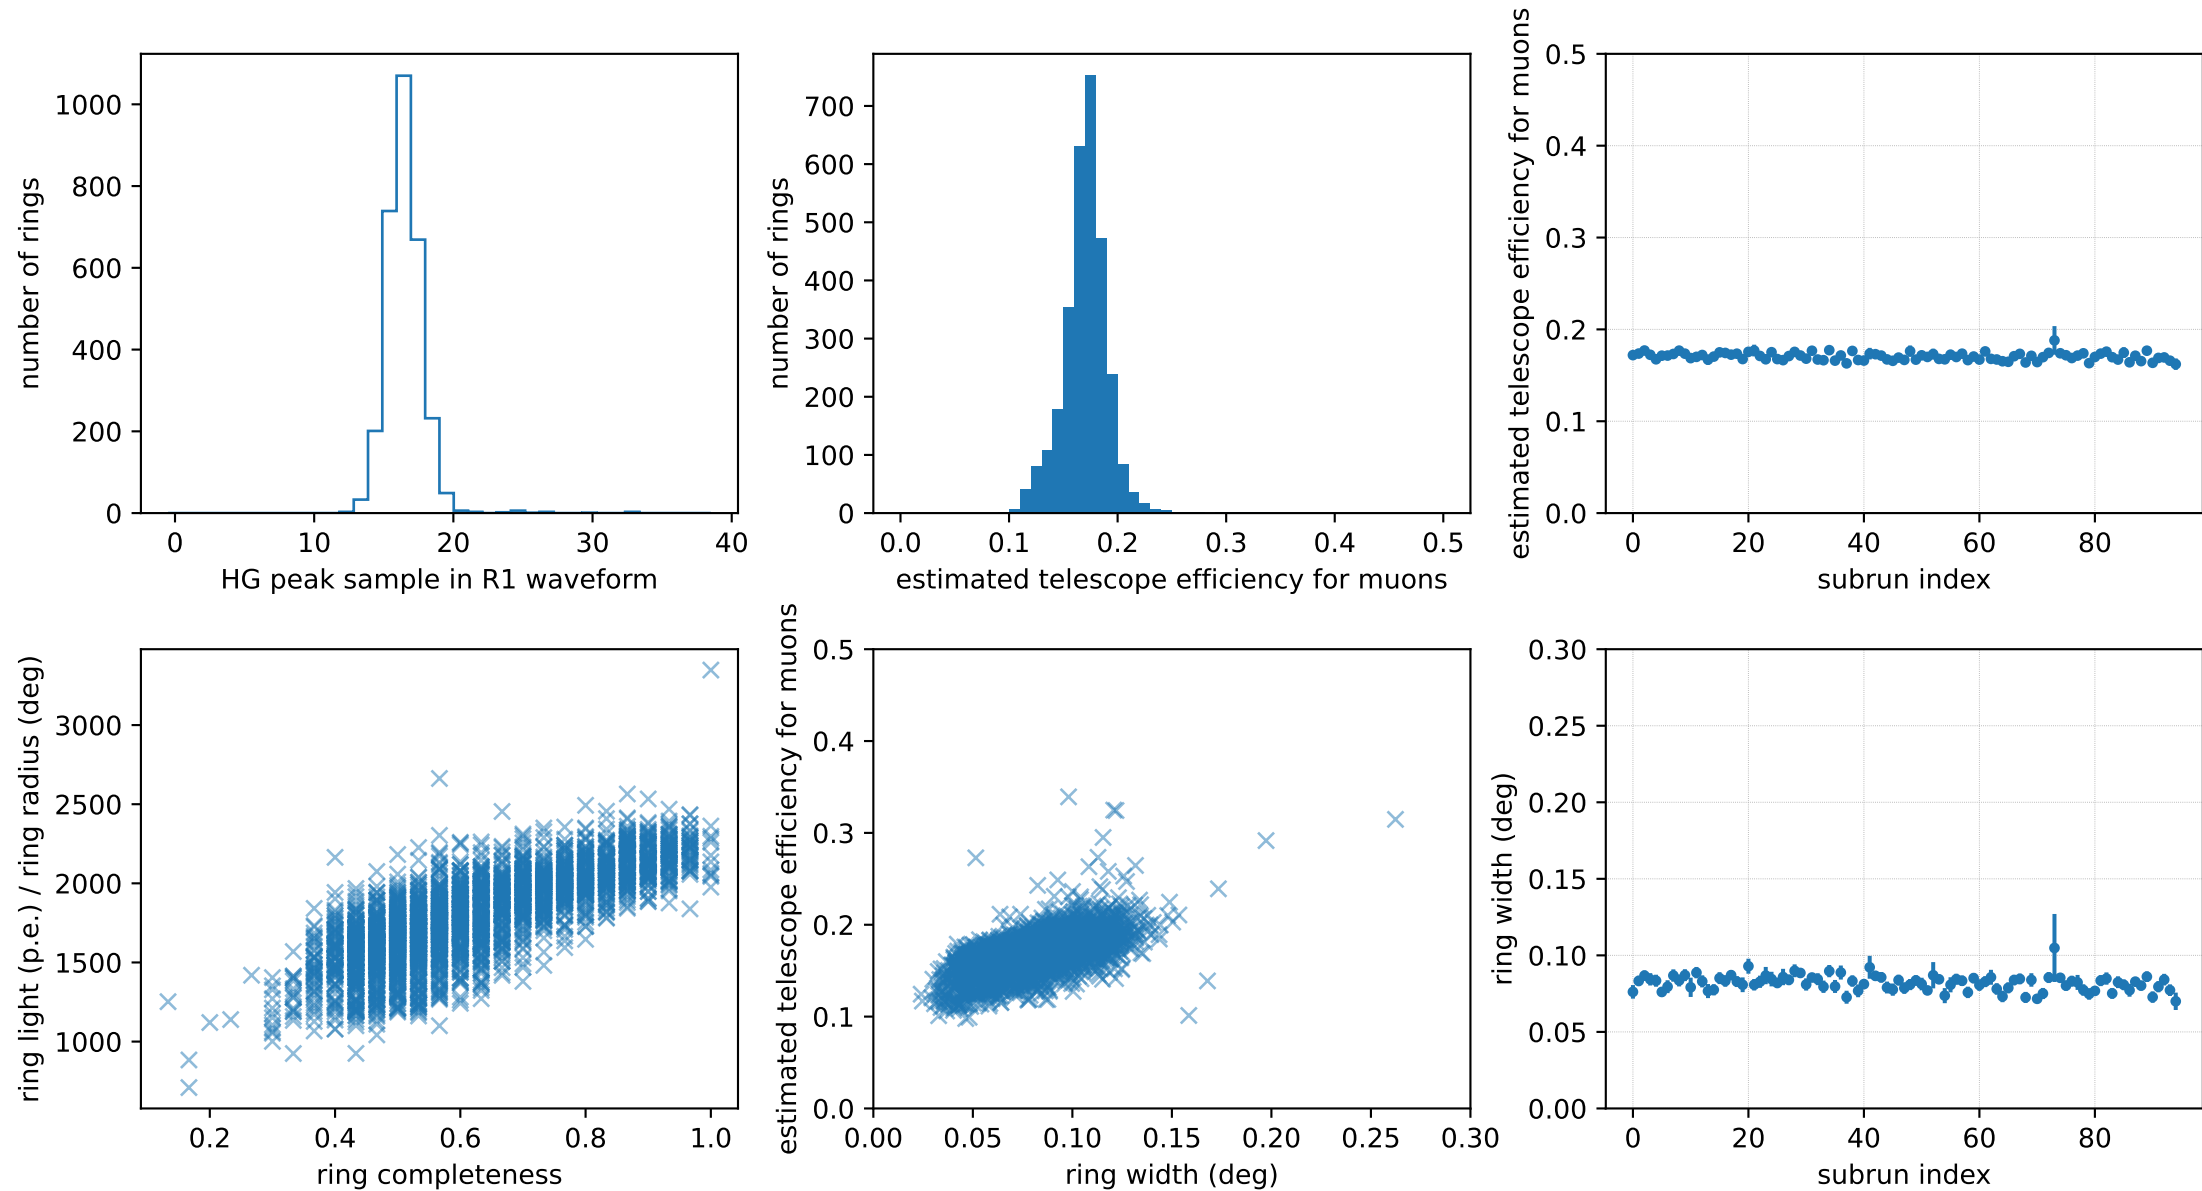 number of rings
1000
800
600
400
200
0
0 10 20 30 40
HG peak sample in R1 waveform
number of rings
700
600
500
400
300
200
100
0
0.0 0.1 0.2 0.3 0.4 0.5
estimated telescope efficiency for muons
estimated telescope efficiency for muons
0.5
0.4
0.3
0.2
0.1
0.0
0 20 40 60 80
subrun index
ring light (p.e.) / ring radius (deg)
3000
2500
2000
1500
1000
0.2 0.4 0.6 0.8 1.0
ring completeness
estimated telescope efficiency for muons
0.5
0.4
0.3
0.2
0.1
0.0
0.00 0.05 0.10 0.15 0.20 0.25 0.30
ring width (deg)
ring width (deg)
0.30
0.25
0.20
0.15
0.10
0.05
0.00
0 20 40 60 80
subrun index